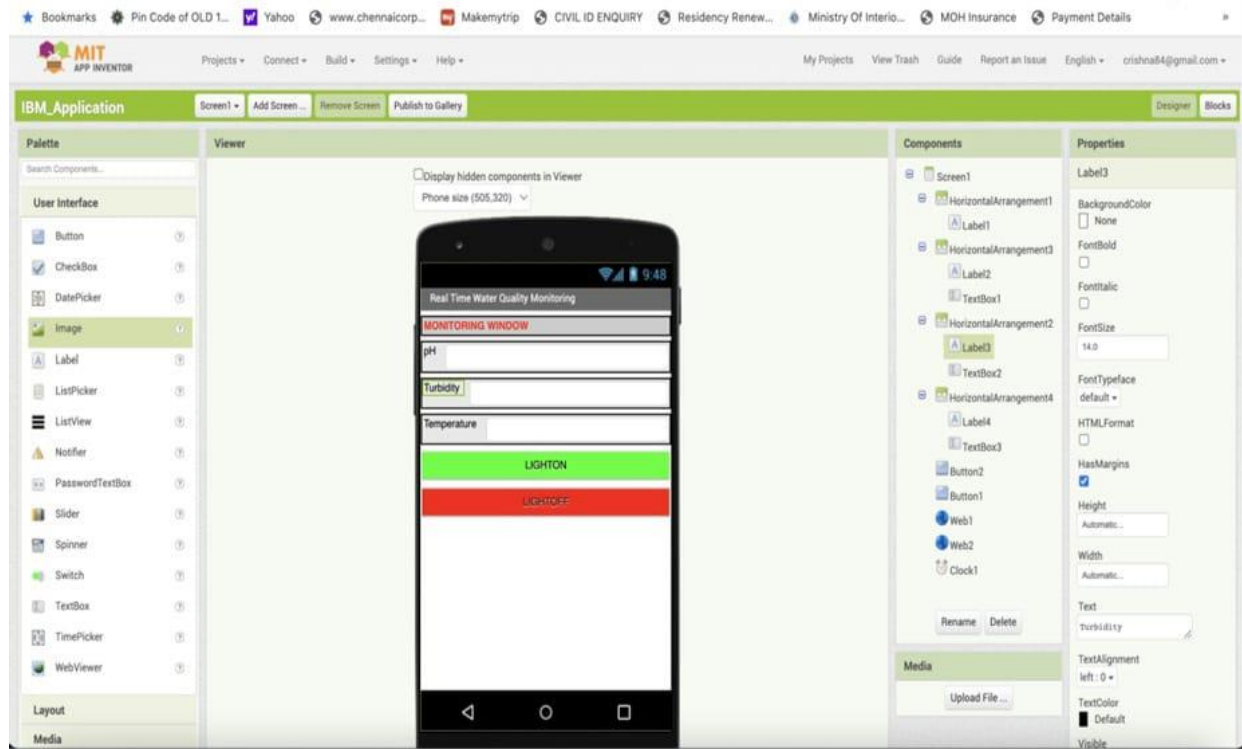 Bookmarks Pin Code of OLD 1... Yahoo www.chennaicorp... Makemytrip CIVIL ID ENQUIRY Residency Renew... Ministry Of Interio... MOH Insurance Payment Details »
MIT
APP INVENTOR
Projects Connect Build Settings Help
My Projects View Trash Guide Report an Issue English crishna84@gmail.com
IBM_Application
Screen1 Add Screen ... Remove Screen Publish to Gallery
Designer Blocks
Palette
Search Components...
User Interface
Button
CheckBox
DatePicker
Image
Label
ListPicker
ListView
Notifier
PasswordTextBox
Slider
Spinner
Switch
TextBox
TimePicker
WebViewer
Layout
Media
Viewer
Display hidden components in Viewer
Phone size (505,320)
9:48
Real Time Water Quality Monitoring
MONITORING WINDOW
pH
Turbidity
Temperature
LIGHTON
LIGHTOFF
Components
Screen1
HorizontalArrangement1
Label1
HorizontalArrangement3
Label2
TextBox1
HorizontalArrangement2
Label3
TextBox2
HorizontalArrangement4
Label4
TextBox3
Button2
Button1
Web1
Web2
Clock1
Rename Delete
Media
Upload File ...
Properties
Label3
BackgroundColor
None
FontBold
FontItalic
FontSize
14.0
FontTypeface
default
HTMLFormat
HasMargins
Height
Automatic...
Width
Automatic...
Text
Turbidity
TextAlignment
left : 0
TextColor
Default
Visible